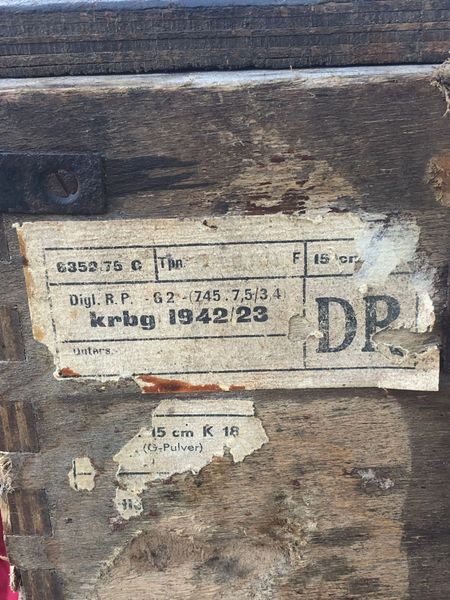 6352,75 G Tpn. F 15 cm
Digl. R. P. - G 2 - (745 . 7,5/3,4)
krbg 1942/23
DP
Unters.
15 cm K 18
(G-Pulver)